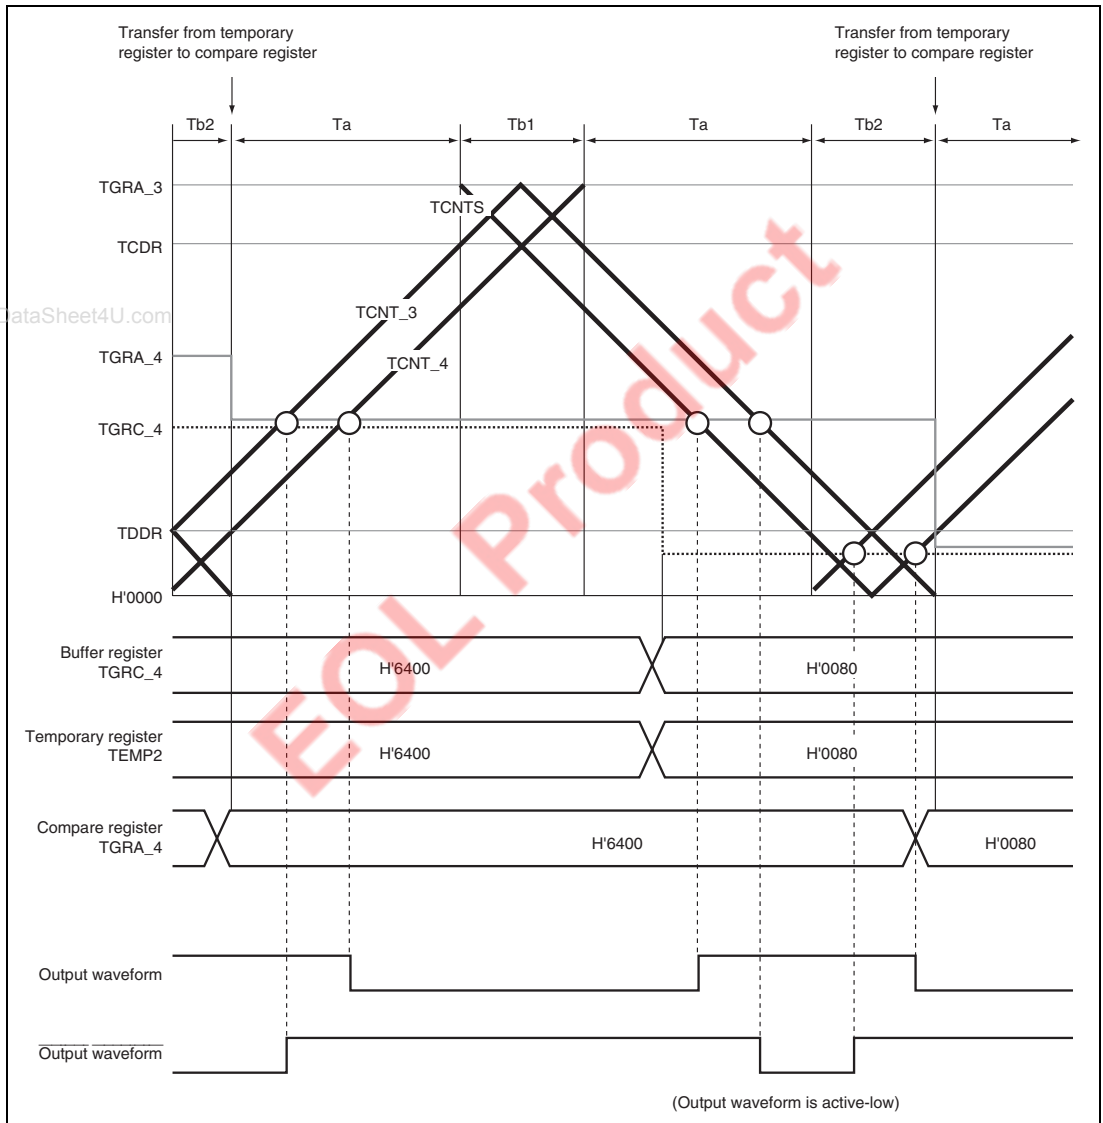 Transfer from temporary
register to compare register
Transfer from temporary
register to compare register
Tb2
Ta
Tb1
Ta
Tb2
Ta
TGRA_3
TCNTS
TCDR
DataSheet4U.com
TCNT_3
TGRA_4
TCNT_4
TGRC_4
TDDR
H'0000
Buffer register
TGRC_4
H'6400
H'0080
Temporary register
TEMP2
H'6400
H'0080
Compare register
TGRA_4
H'6400
H'0080
Output waveform
Output waveform
(Output waveform is active-low)
EOL Product